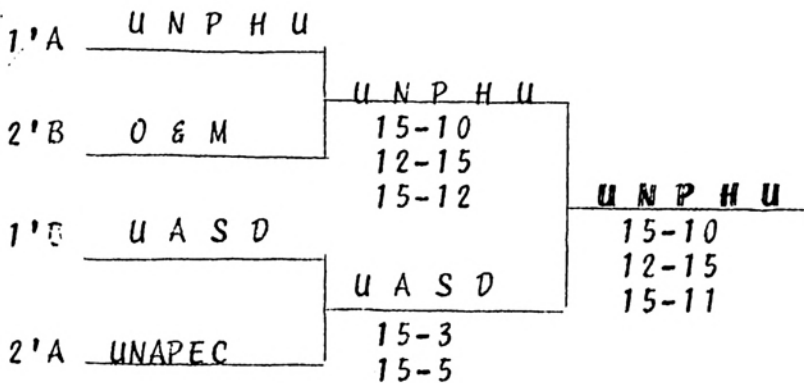 1'A UNPHU
UNPHU
2'B O & M
15-10
12-15
15-12
UNPHU
1'B UASD
15-10
12-15
15-11
UASD
2'A UNAPEC
15-3
15-5